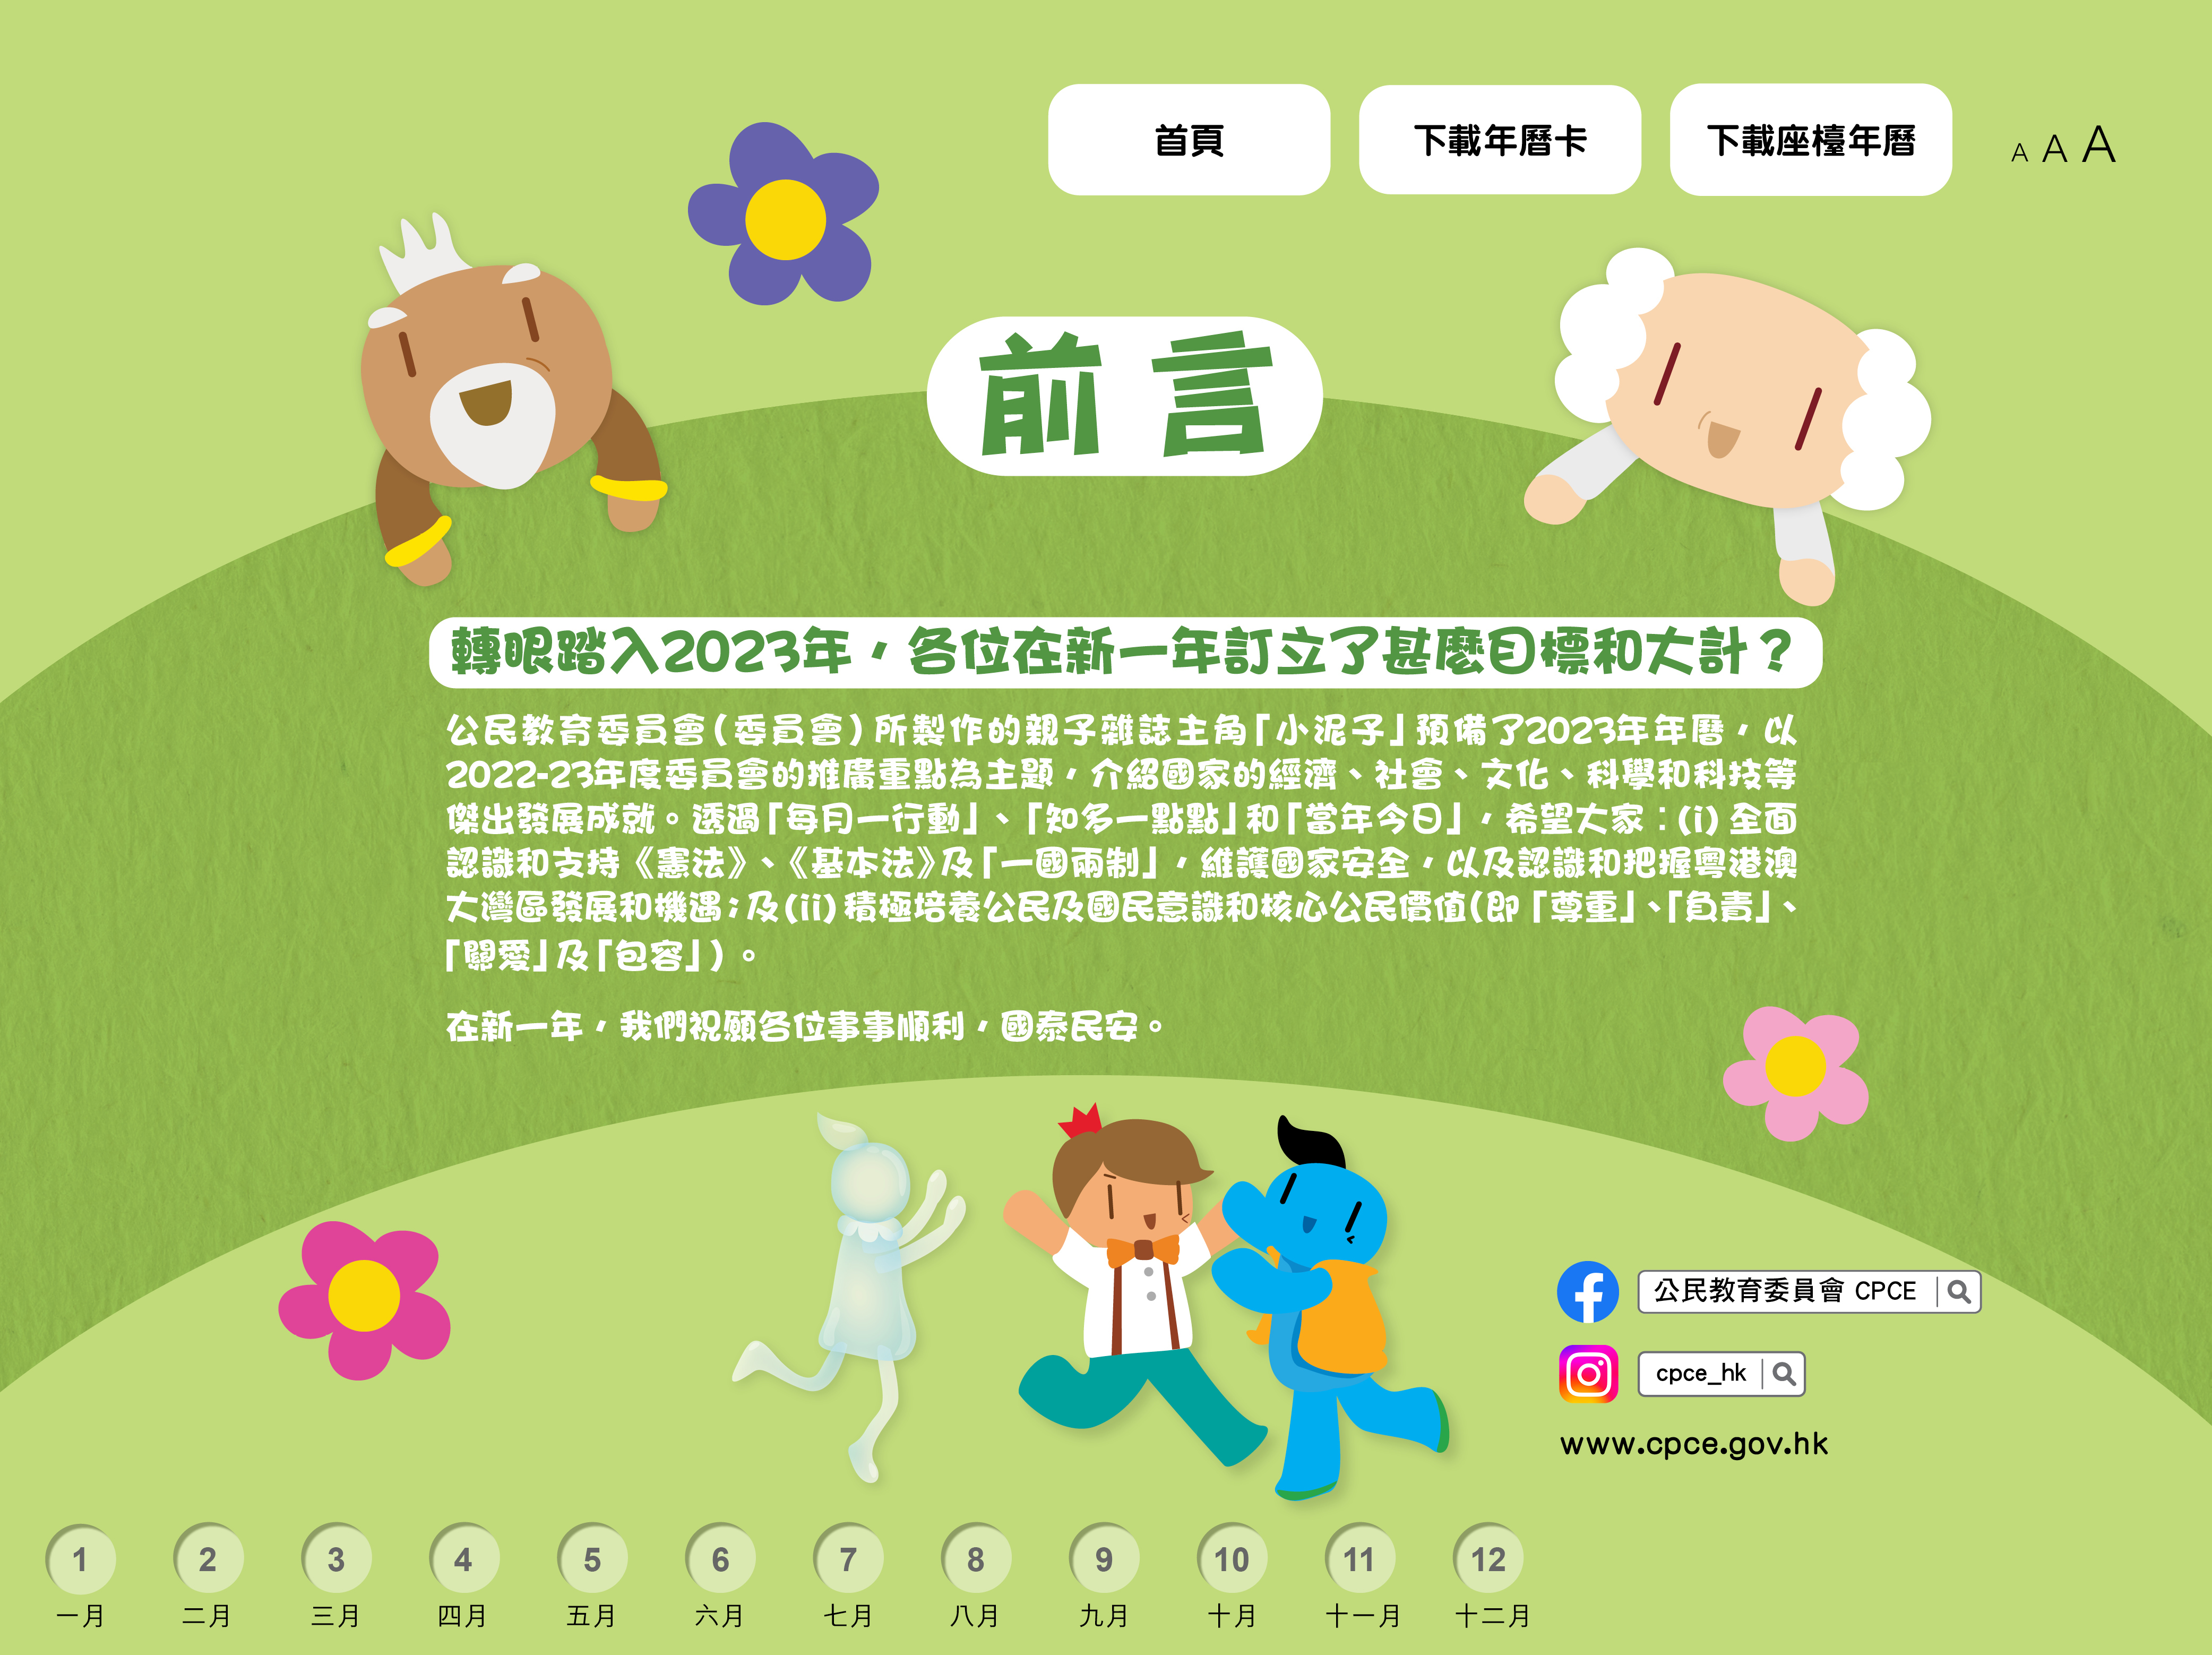 首頁
下載年曆卡
下載座檯年曆
A A A
前言
轉眼踏入2023年，各位在新一年訂立了甚麼目標和大計？
公民教育委員會（委員會）所製作的親子雜誌主角「小泥子」預備了2023年年曆，以
2022-23年度委員會的推廣重點為主題，介紹國家的經濟、社會、文化、科學和科技等
傑出發展成就。透過「每月一行動」、「知多一點點」和「當年今日」，希望大家：(i) 全面
認識和支持《憲法》、《基本法》及「一國兩制」，維護國家安全，以及認識和把握粵港澳
大灣區發展和機遇；及(ii) 積極培養公民及國民意識和核心公民價值（即「尊重」、「負責」、
「關愛」及「包容」）。
在新一年，我們祝願各位事事順利，國泰民安。
公民教育委員會 CPCE
cpce_hk
www.cpce.gov.hk
1 2 3 4 5 6 7 8 9 10 11 12
一月 二月 三月 四月 五月 六月 七月 八月 九月 十月 十一月 十二月